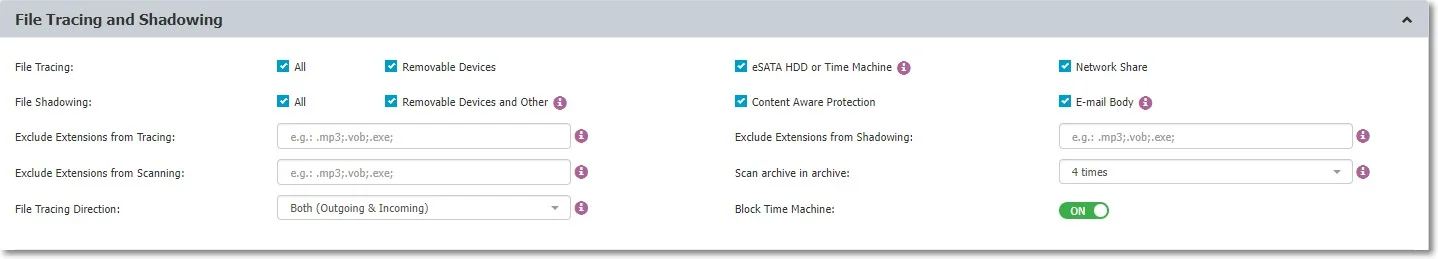 File Tracing and Shadowing
File Tracing: All Removable Devices eSATA HDD or Time Machine Network Share
File Shadowing: All Removable Devices and Other Content Aware Protection E-mail Body
Exclude Extensions from Tracing: e.g.: .mp3;.vob;.exe; Exclude Extensions from Shadowing: e.g.: .mp3;.vob;.exe;
Exclude Extensions from Scanning: e.g.: .mp3;.vob;.exe; Scan archive in archive: 4 times
File Tracing Direction: Both (Outgoing & Incoming) Block Time Machine: ON